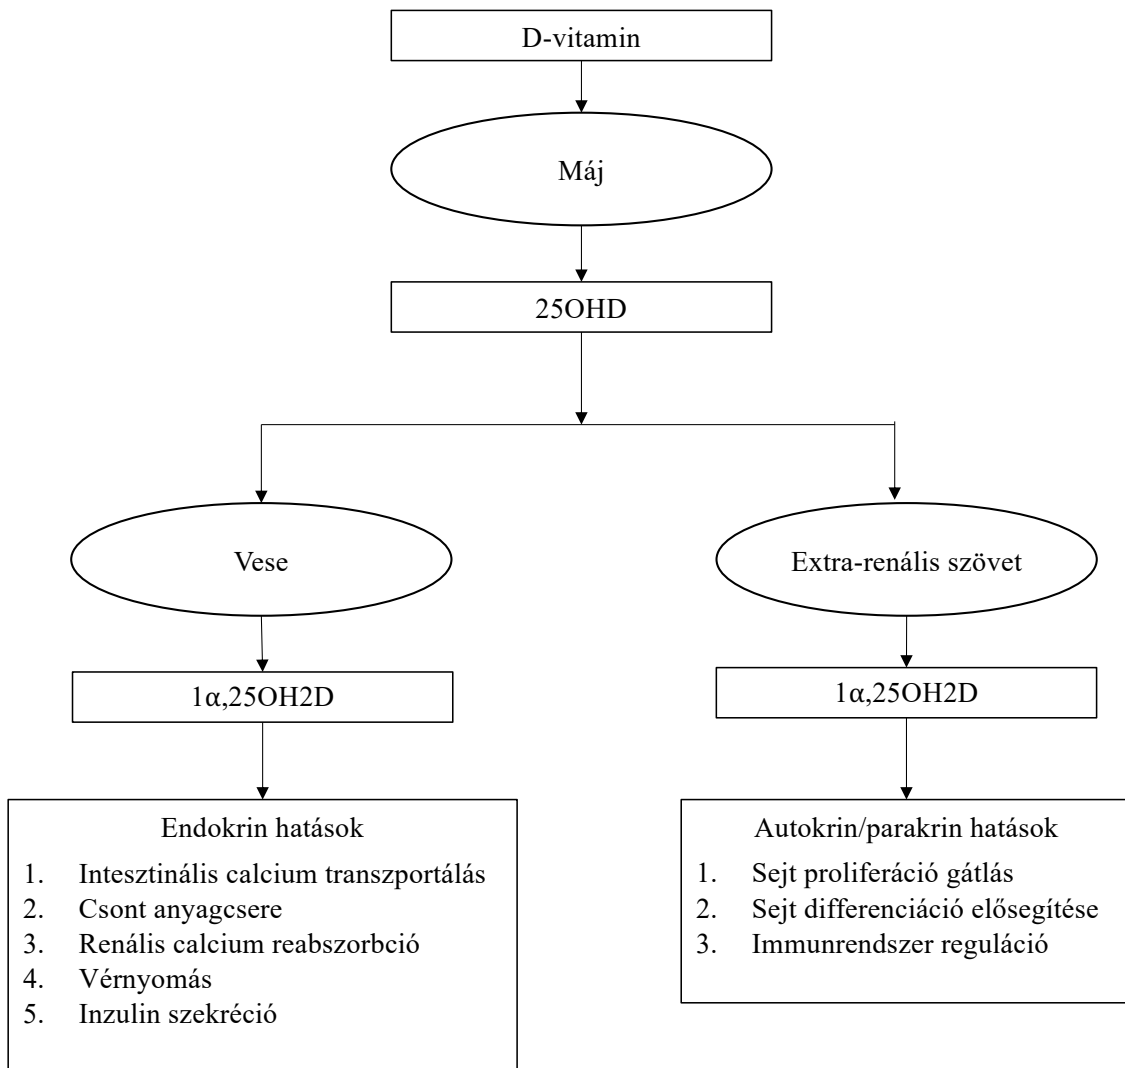 D-vitamin
Máj
25OHD
Vese
Extra-renális szövet
1α,25OH2D
1α,25OH2D
Endokrin hatások
1. Intesztinális calcium transzportálás
2. Csont anyagcsere
3. Renális calcium reabszorbció
4. Vérnyomás
5. Inzulin szekréció
Autokrin/parakrin hatások
1. Sejt proliferáció gátlás
2. Sejt differenciáció elősegítése
3. Immunrendszer reguláció